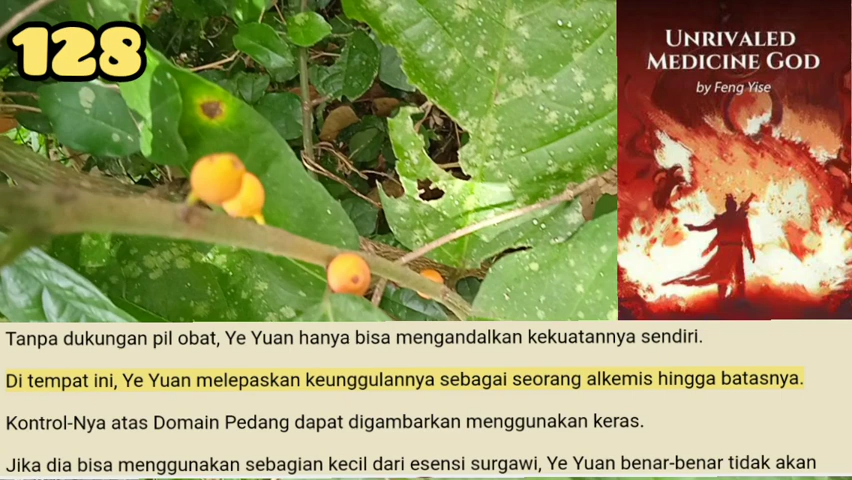 128
UNRIVALED
MEDICINE GOD
by Feng Yise
Tanpa dukungan pil obat, Ye Yuan hanya bisa mengandalkan kekuatannya sendiri.
Di tempat ini, Ye Yuan melepaskan keunggulannya sebagai seorang alkemis hingga batasnya.
Kontrol-Nya atas Domain Pedang dapat digambarkan menggunakan keras.
Jika dia bisa menggunakan sebagian kecil dari esensi surgawi, Ye Yuan benar-benar tidak akan